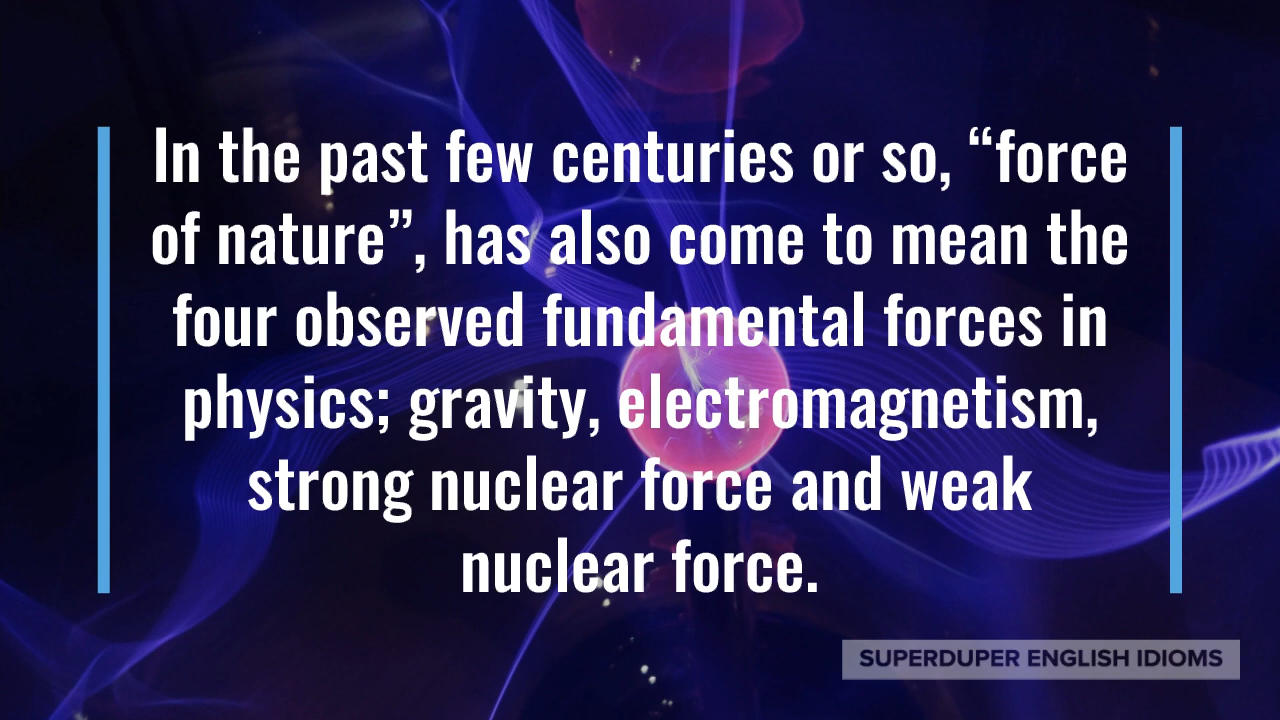 In the past few centuries or so, “force
of nature”, has also come to mean the
four observed fundamental forces in
physics; gravity, electromagnetism,
strong nuclear force and weak
nuclear force.
SUPERDUPER ENGLISH IDIOMS